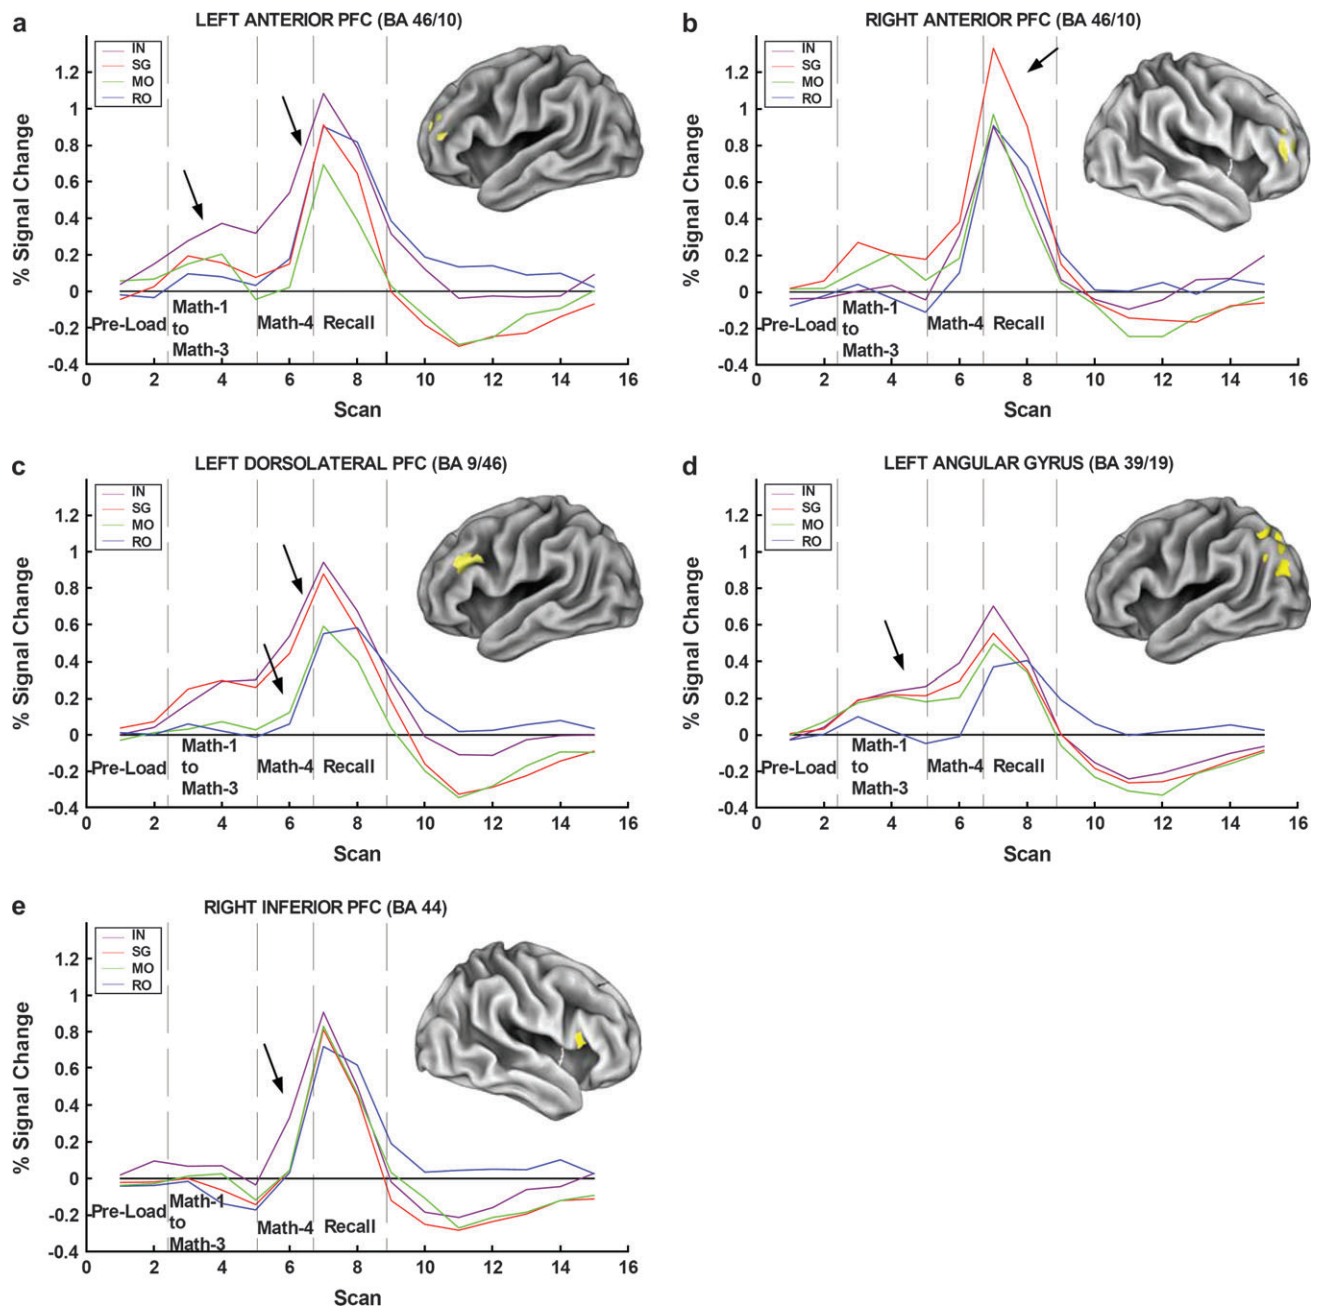 a
LEFT ANTERIOR PFC (BA 46/10)
IN
SG
MO
RO
% Signal Change
1.2
1
0.8
0.6
0.4
0.2
0
-0.2
-0.4
Pre-Load
Math-1
to
Math-3
Math-4
Recall
0 2 4 6 8 10 12 14 16
Scan
b
RIGHT ANTERIOR PFC (BA 46/10)
IN
SG
MO
RO
% Signal Change
1.2
1
0.8
0.6
0.4
0.2
0
-0.2
-0.4
Pre-Load
Math-1
to
Math-3
Math-4
Recall
0 2 4 6 8 10 12 14 16
Scan
c
LEFT DORSOLATERAL PFC (BA 9/46)
IN
SG
MO
RO
% Signal Change
1.2
1
0.8
0.6
0.4
0.2
0
-0.2
-0.4
Pre-Load
Math-1
to
Math-3
Math-4
Recall
0 2 4 6 8 10 12 14 16
Scan
d
LEFT ANGULAR GYRUS (BA 39/19)
IN
SG
MO
RO
% Signal Change
1.2
1
0.8
0.6
0.4
0.2
0
-0.2
-0.4
Pre-Load
Math-1
to
Math-3
Math-4
Recall
0 2 4 6 8 10 12 14 16
Scan
e
RIGHT INFERIOR PFC (BA 44)
IN
SG
MO
RO
% Signal Change
1.2
1
0.8
0.6
0.4
0.2
0
-0.2
-0.4
Pre-Load
Math-1
to
Math-3
Math-4
Recall
0 2 4 6 8 10 12 14 16
Scan